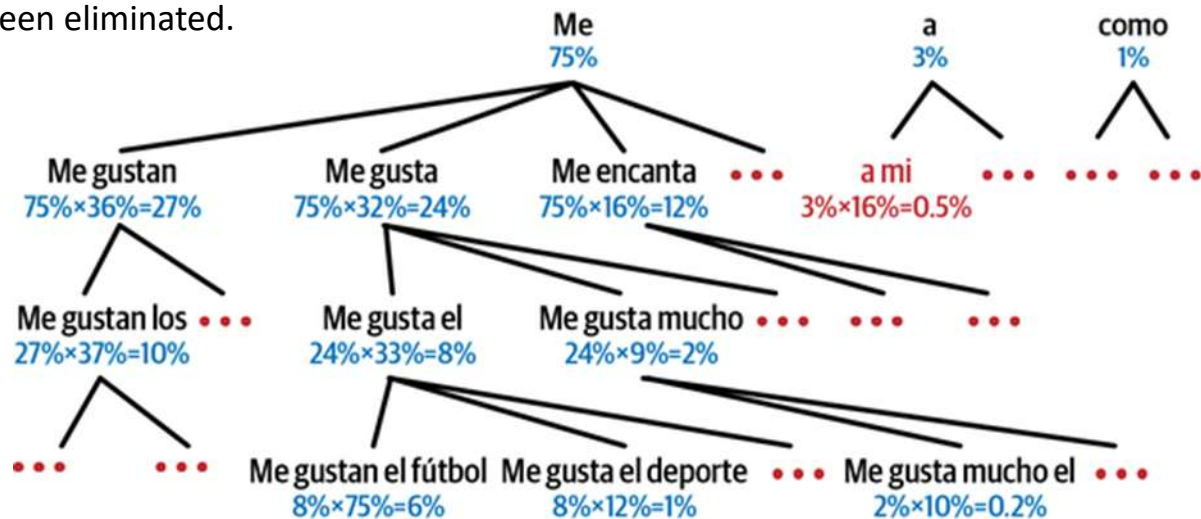 een eliminated.
Me a como
75% 3% 1%
Me gustan Me gusta Me encanta ••• a mi ••• ••• •••
75%×36%=27% 75%×32%=24% 75%×16%=12% 3%×16%=0.5%
Me gustan los ••• Me gusta el Me gusta mucho ••• ••• •••
27%×37%=10% 24%×33%=8% 24%×9%=2%
••• ••• Me gustan el fútbol Me gusta el deporte ••• Me gusta mucho el •••
8%×75%=6% 8%×12%=1% 2%×10%=0.2%